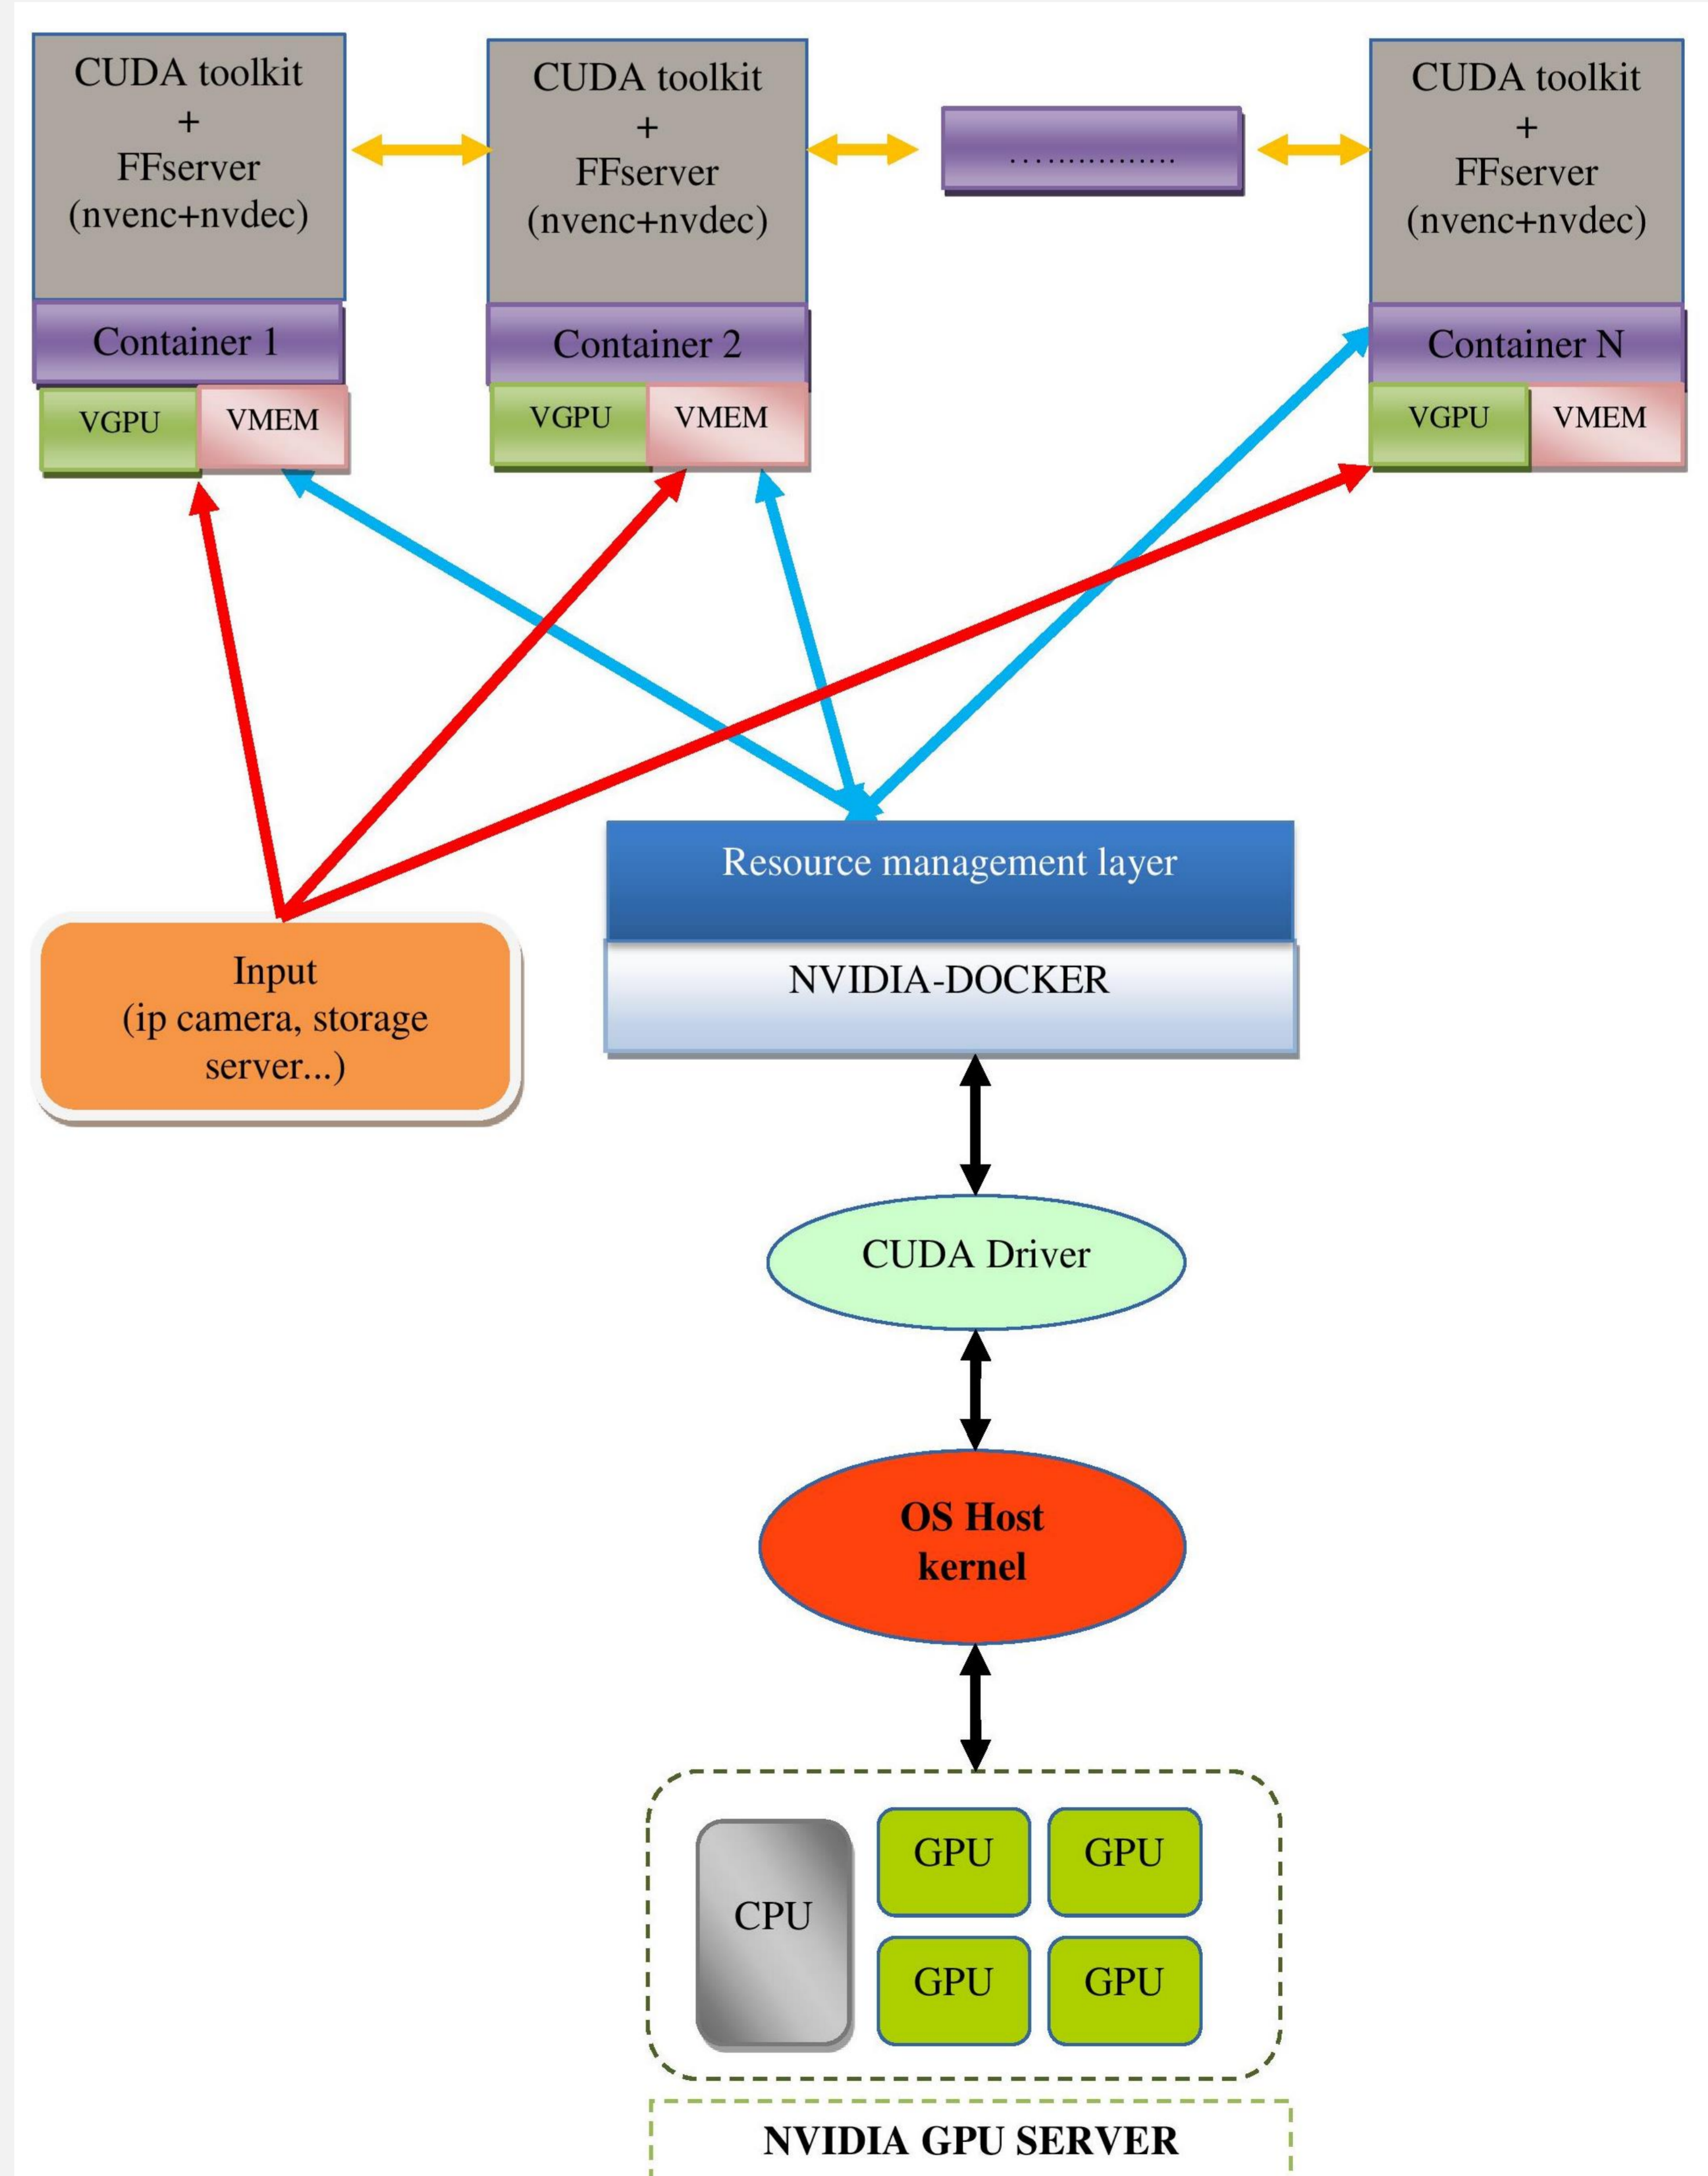 CUDA toolkit
+
FFserver
(nvenc+nvdec)
Container 1
VGPU
VMEM
CUDA toolkit
+
FFserver
(nvenc+nvdec)
Container 2
VGPU
VMEM
................
CUDA toolkit
+
FFserver
(nvenc+nvdec)
Container N
VGPU
VMEM
Resource management layer
NVIDIA-DOCKER
Input
(ip camera, storage
server...)
CUDA Driver
OS Host
kernel
CPU
GPU
GPU
GPU
GPU
NVIDIA GPU SERVER